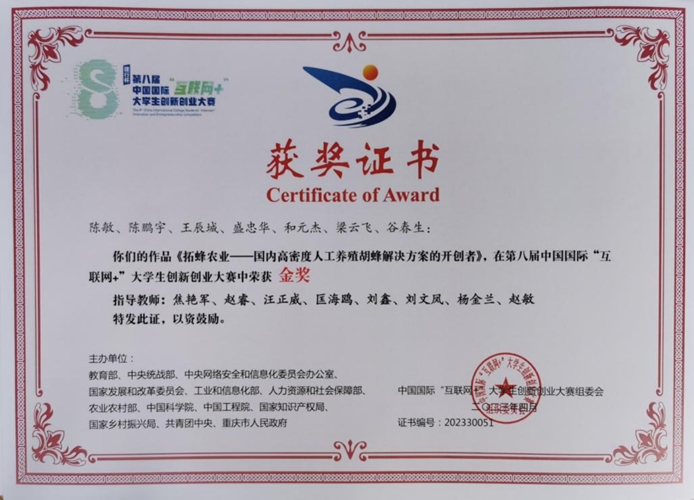 第八届
中国国际“互联网+”
大学生创新创业大赛
获奖证书
Certificate of Award
陈敏、陈鹏宇、王辰域、盛忠华、和元杰、梁云飞、谷春生：
你们的作品《拓蜂农业——国内高密度人工养殖胡蜂解决方案的开创者》，在第八届中国国际“互
联网+”大学生创新创业大赛中荣获 金奖
指导教师：焦艳军、赵睿、汪正威、匡海鸥、刘鑫、刘文凤、杨金兰、赵敏
特发此证，以资鼓励。
主办单位：
教育部、中央统战部、中央网络安全和信息化委员会办公室、
国家发展和改革委员会、工业和信息化部、人力资源和社会保障部、
农业农村部、中国科学院、中国工程院、国家知识产权局、
国家乡村振兴局、共青团中央、重庆市人民政府
中国国际“互联网+”大学生创新创业大赛组委会
二〇二三年四月
证书编号：202330051